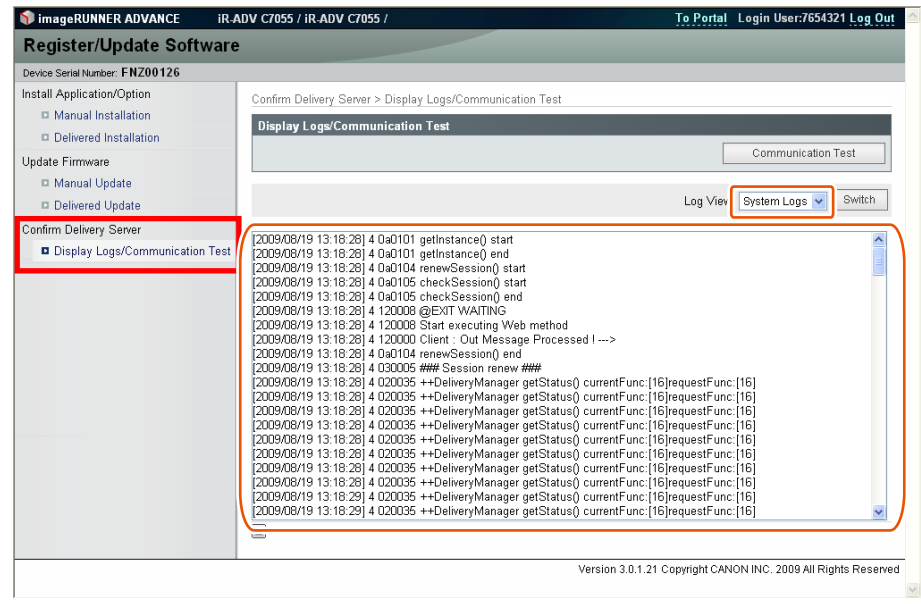 imageRUNNER ADVANCE iR-ADV C7055 / iR-ADV C7055 / To Portal Login User:7654321 Log Out
Register/Update Software
Device Serial Number: FNZ00126
Install Application/Option
Manual Installation
Delivered Installation
Update Firmware
Manual Update
Delivered Update
Confirm Delivery Server
Display Logs/Communication Test
Confirm Delivery Server > Display Logs/Communication Test
Display Logs/Communication Test
Communication Test
Log View System Logs Switch
[2009/08/19 13:18:28] 4 0a0101 getInstance() start
[2009/08/19 13:18:28] 4 0a0101 getInstance() end
[2009/08/19 13:18:28] 4 0a0104 renewSession() start
[2009/08/19 13:18:28] 4 0a0105 checkSession() start
[2009/08/19 13:18:28] 4 0a0105 checkSession() end
[2009/08/19 13:18:28] 4 120008 @EXIT WAITING
[2009/08/19 13:18:28] 4 120008 Start executing Web method
[2009/08/19 13:18:28] 4 120000 Client : Out Message Processed ! --->
[2009/08/19 13:18:28] 4 0a0104 renewSession() end
[2009/08/19 13:18:28] 4 030005 ### Session renew ###
[2009/08/19 13:18:28] 4 020035 ++DeliveryManager getStatus() currentFunc:[16]requestFunc:[16]
[2009/08/19 13:18:28] 4 020035 ++DeliveryManager getStatus() currentFunc:[16]requestFunc:[16]
[2009/08/19 13:18:28] 4 020035 ++DeliveryManager getStatus() currentFunc:[16]requestFunc:[16]
[2009/08/19 13:18:28] 4 020035 ++DeliveryManager getStatus() currentFunc:[16]requestFunc:[16]
[2009/08/19 13:18:28] 4 020035 ++DeliveryManager getStatus() currentFunc:[16]requestFunc:[16]
[2009/08/19 13:18:28] 4 020035 ++DeliveryManager getStatus() currentFunc:[16]requestFunc:[16]
[2009/08/19 13:18:28] 4 020035 ++DeliveryManager getStatus() currentFunc:[16]requestFunc:[16]
[2009/08/19 13:18:28] 4 020035 ++DeliveryManager getStatus() currentFunc:[16]requestFunc:[16]
[2009/08/19 13:18:29] 4 020035 ++DeliveryManager getStatus() currentFunc:[16]requestFunc:[16]
[2009/08/19 13:18:29] 4 020035 ++DeliveryManager getStatus() currentFunc:[16]requestFunc:[16]
Version 3.0.1.21 Copyright CANON INC. 2009 All Rights Reserved